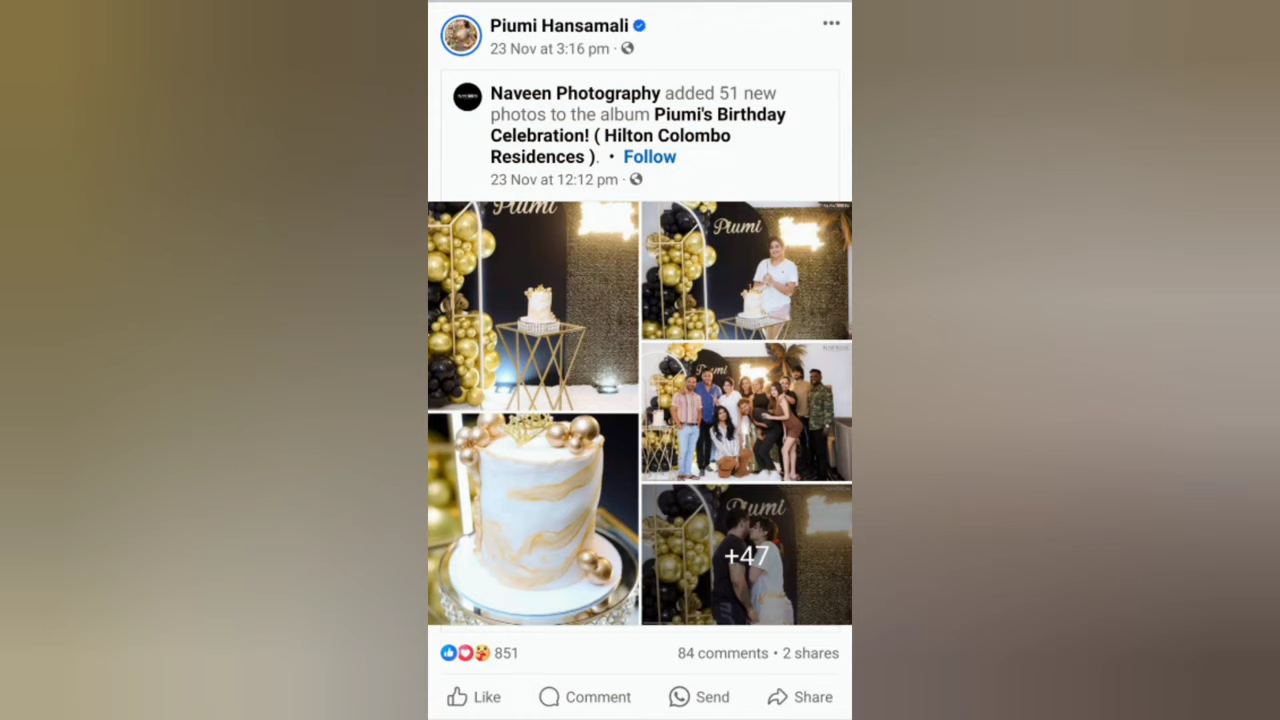 Piumi Hansamali
23 Nov at 3:16 pm ·
Naveen Photography added 51 new
photos to the album Piumi's Birthday
Celebration! ( Hilton Colombo
Residences ). • Follow
23 Nov at 12:12 pm ·
Piumi
Piumi
Piumi
Piumi
+47
851
84 comments • 2 shares
Like
Comment
Send
Share